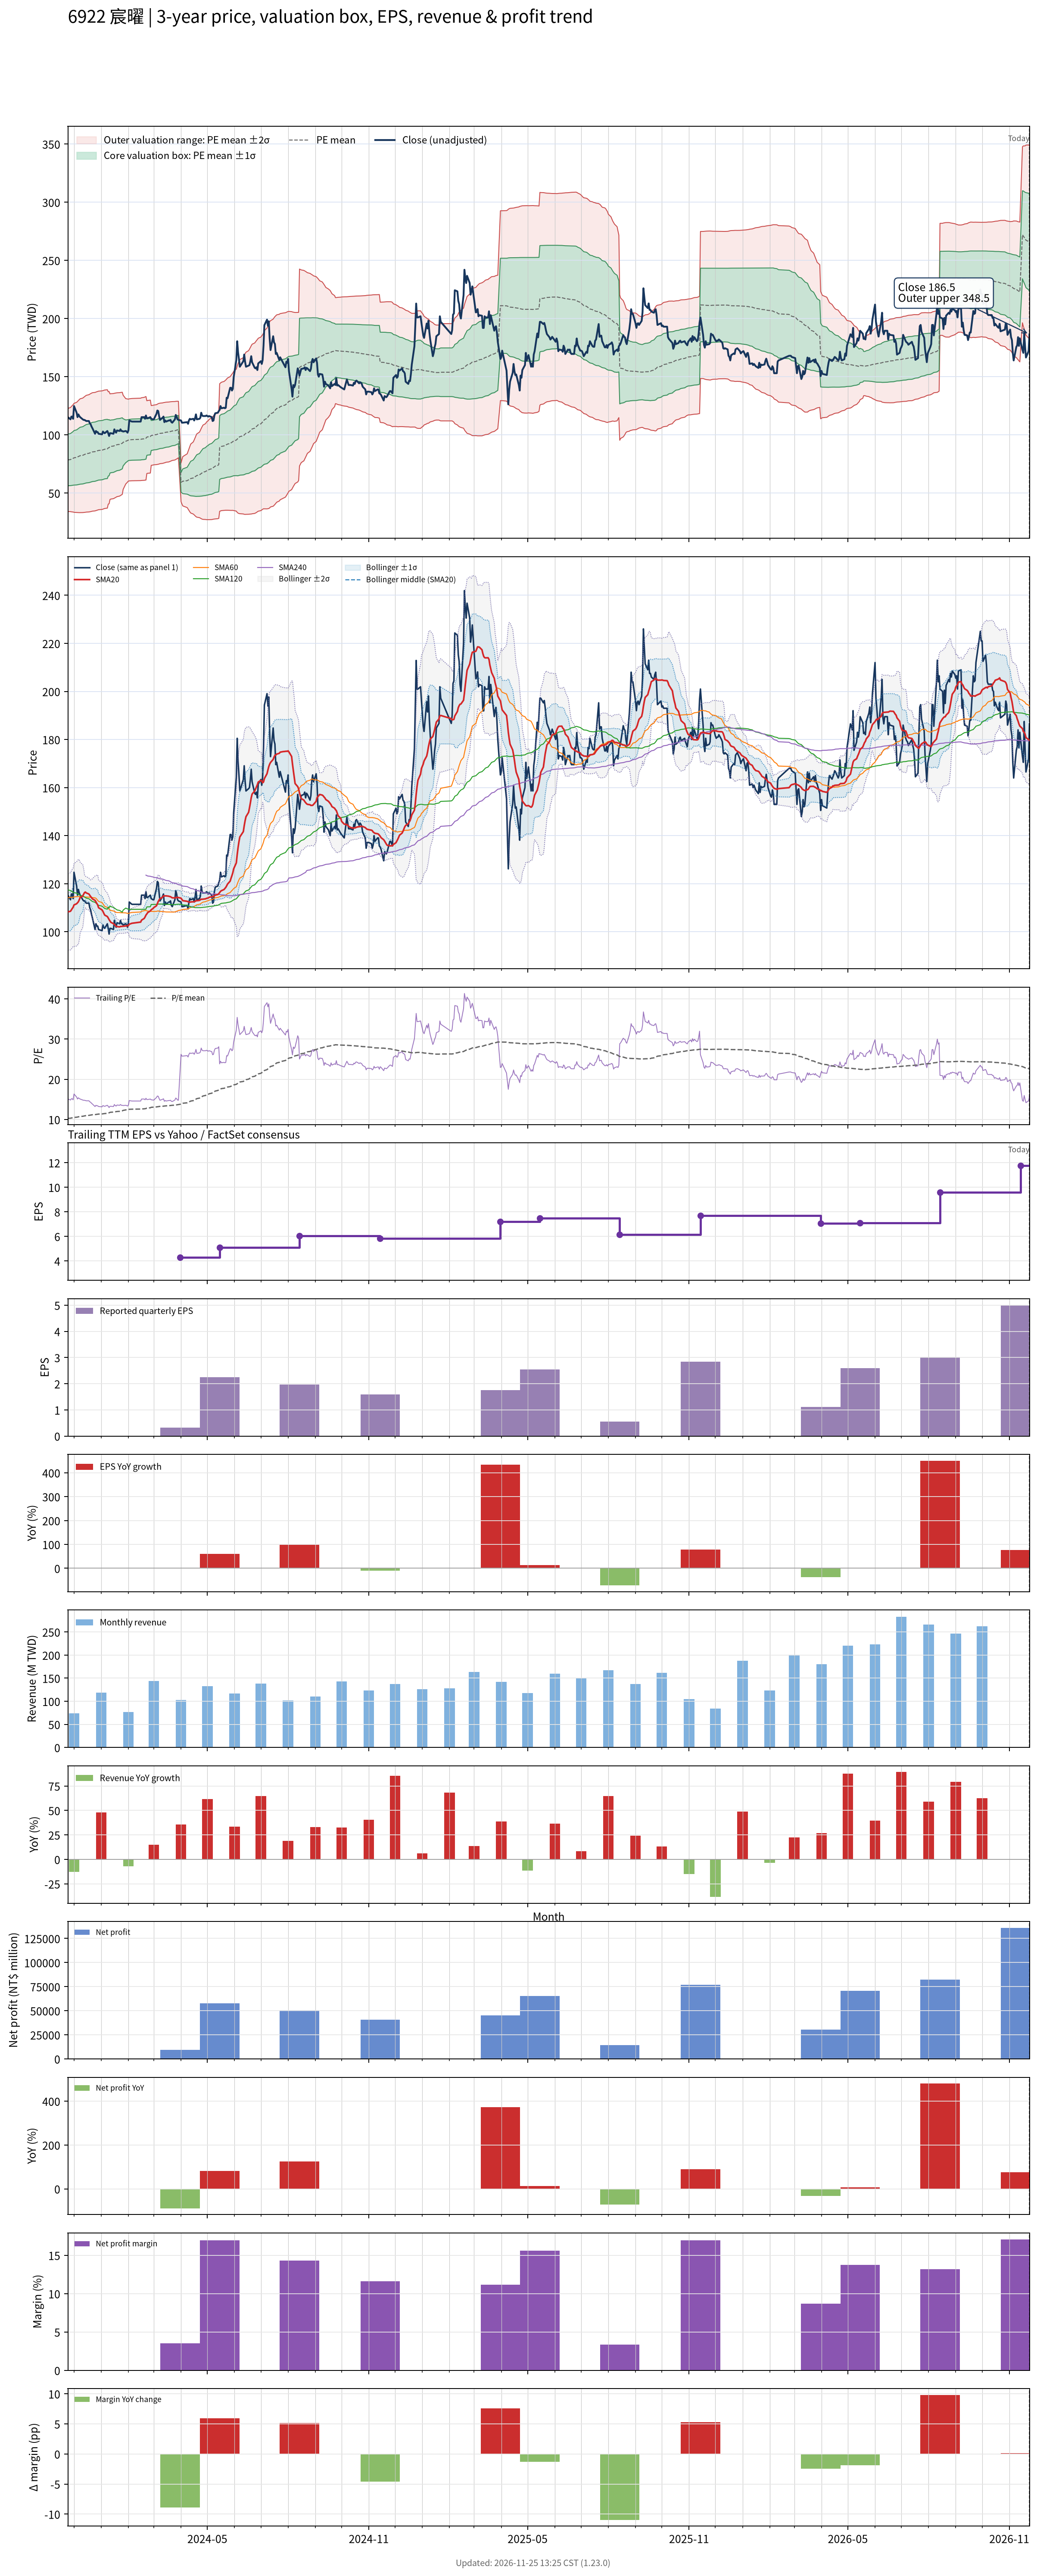 6922 宸曜 | 3-year price, valuation box, EPS, revenue & profit trend
Outer valuation range: PE mean ±2σ
Core valuation box: PE mean ±1σ
PE mean
Close (unadjusted)
Today
Close 186.5
Outer upper 348.5
Price (TWD)
350
300
250
200
150
100
50
Close (same as panel 1)
SMA20
SMA60
SMA120
SMA240
Bollinger ±2σ
Bollinger ±1σ
Bollinger middle (SMA20)
Price
240
220
200
180
160
140
120
100
Trailing P/E
P/E mean
P/E
40
30
20
10
Trailing TTM EPS vs Yahoo / FactSet consensus
Today
EPS
12
10
8
6
4
Reported quarterly EPS
EPS
5
4
3
2
1
0
EPS YoY growth
YoY (%)
400
300
200
100
0
Monthly revenue
Revenue (M TWD)
250
200
150
100
50
0
Revenue YoY growth
YoY (%)
75
50
25
0
-25
Month
Net profit
Net profit (NT$ million)
125000
100000
75000
50000
25000
0
Net profit YoY
YoY (%)
400
200
0
Net profit margin
Margin (%)
15
10
5
0
Margin YoY change
Δ margin (pp)
10
5
0
-5
-10
2024-05
2024-11
2025-05
2025-11
2026-05
2026-11
Updated: 2026-11-25 13:25 CST (1.23.0)